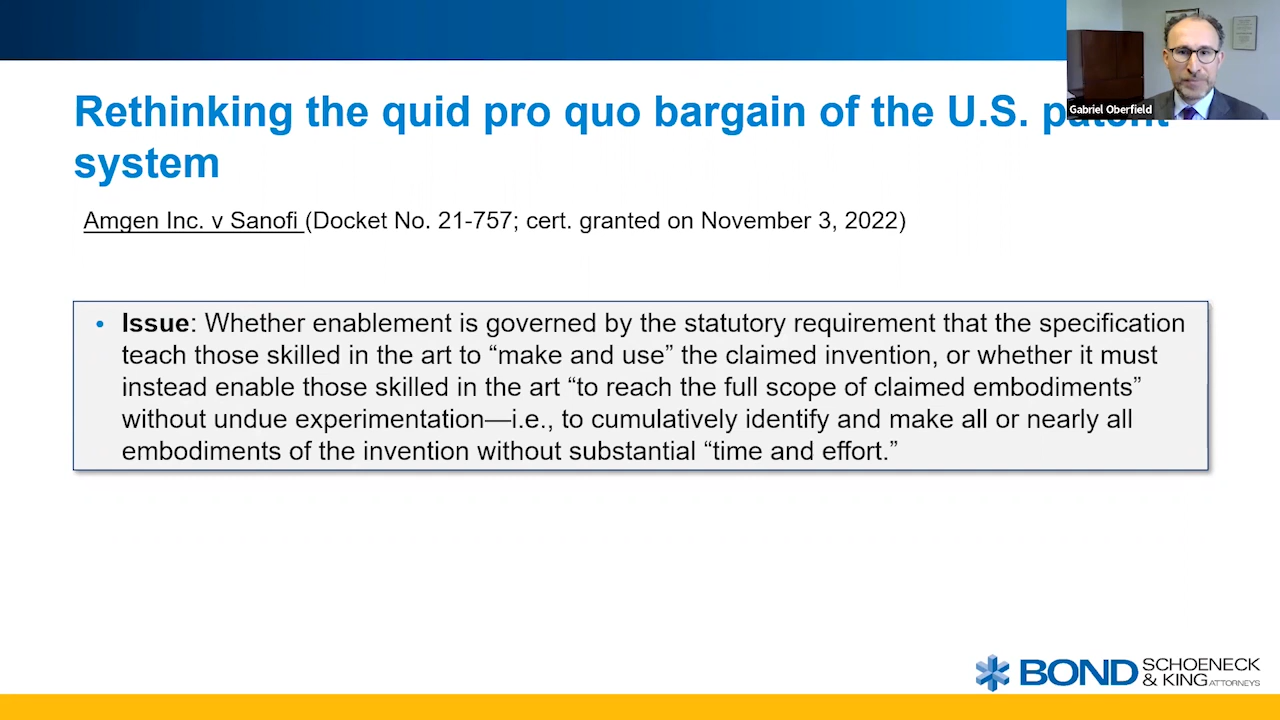 Gabriel Oberfield
Rethinking the quid pro quo bargain of the U.S. patent
system
Amgen Inc. v Sanofi (Docket No. 21-757; cert. granted on November 3, 2022)
• Issue: Whether enablement is governed by the statutory requirement that the specification
teach those skilled in the art to “make and use” the claimed invention, or whether it must
instead enable those skilled in the art “to reach the full scope of claimed embodiments”
without undue experimentation—i.e., to cumulatively identify and make all or nearly all
embodiments of the invention without substantial “time and effort.”
BOND SCHOENECK
& KING ATTORNEYS